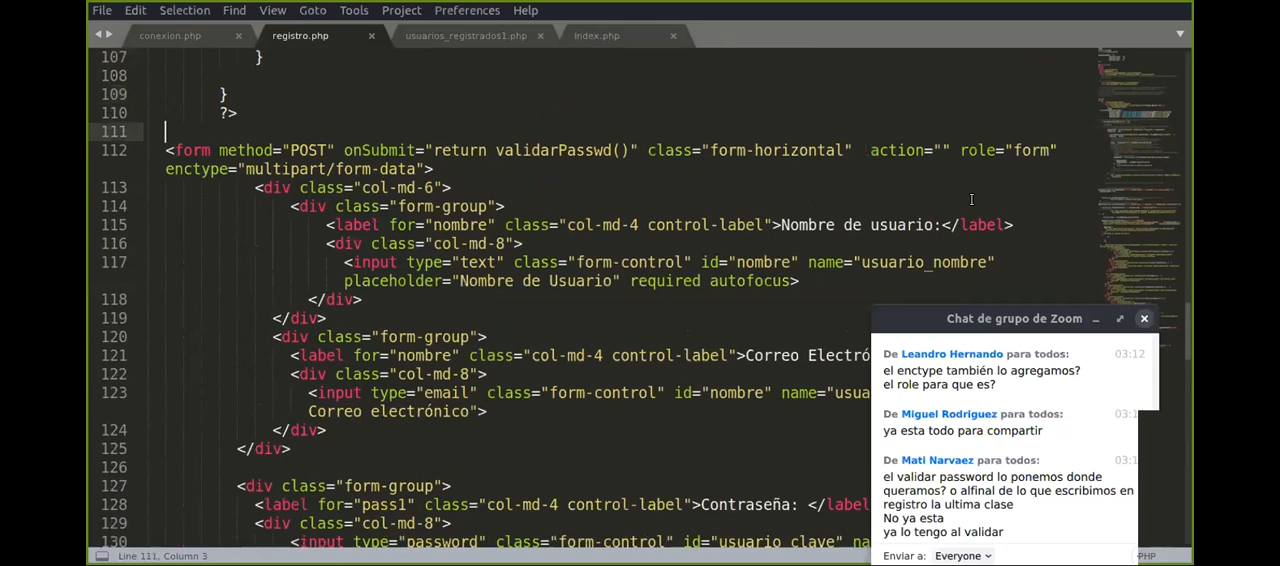 File Edit Selection Find View Goto Tools Project Preferences Help
conexion.php × registro.php × usuarios_registrados1.php × index.php ×
107 }
108
109 }
110 ?>
111
112 <form method="POST" onSubmit="return validarPasswd()" class="form-horizontal" action="" role="form"
enctype="multipart/form-data">
113 <div class="col-md-6">
114 <div class="form-group">
115 <label for="nombre" class="col-md-4 control-label">Nombre de usuario:</label>
116 <div class="col-md-8">
117 <input type="text" class="form-control" id="nombre" name="usuario_nombre"
placeholder="Nombre de Usuario" required autofocus>
118 </div>
119 </div>
120 <div class="form-group">
121 <label for="nombre" class="col-md-4 control-label">Correo Electró
122 <div class="col-md-8">
123 <input type="email" class="form-control" id="nombre" name="usua
Correo electrónico">
124 </div>
125 </div>
126
127 <div class="form-group">
128 <label for="pass1" class="col-md-4 control-label">Contraseña: </label
129 <div class="col-md-8">
130 <input type="password" class="form-control" id="usuario_clave" na
Line 111, Column 3
PHP
Chat de grupo de Zoom
De Leandro Hernando para todos: 03:12
el enctype también lo agregamos?
el role para que es?
De Miguel Rodriguez para todos: 03:1
ya esta todo para compartir
De Mati Narvaez para todos: 03:1
el validar password lo ponemos donde
queramos? o alfinal de lo que escribimos en
registro la ultima clase
No ya esta
ya lo tengo al validar
Enviar a: Everyone